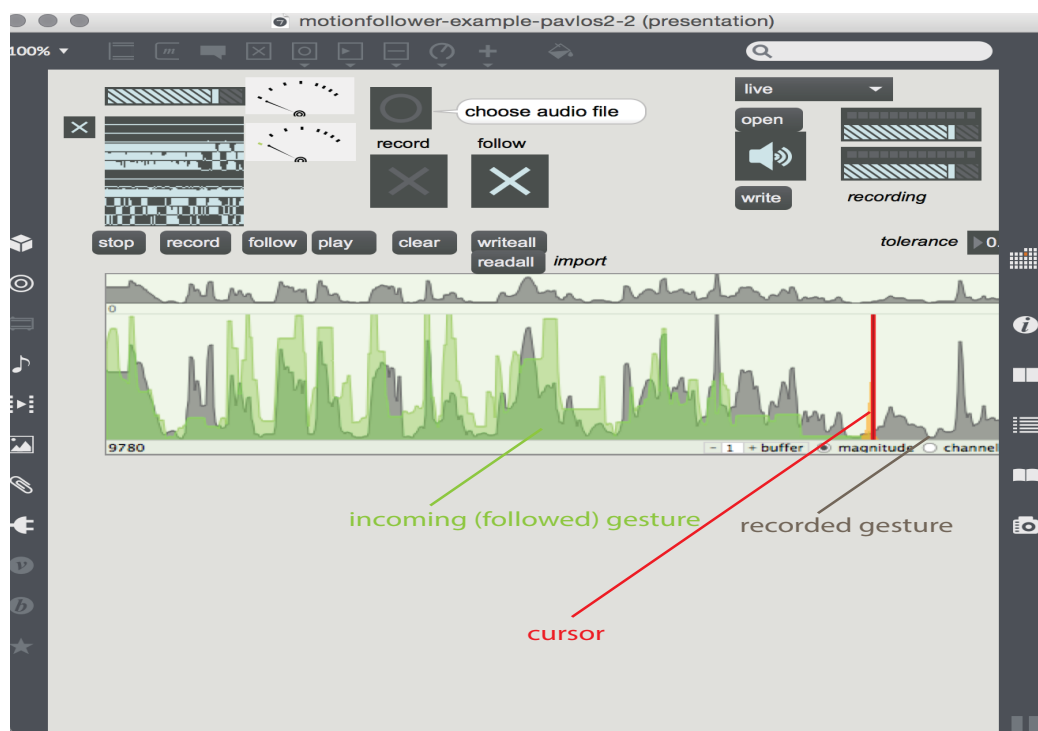 motionfollower-example-pavlos2-2 (presentation)
100%
choose audio file
live
open
record follow
write recording
stop record follow play clear writeall tolerance 0.
readall import
0
9780 - 1 + buffer magnitude channel
incoming (followed) gesture recorded gesture
cursor